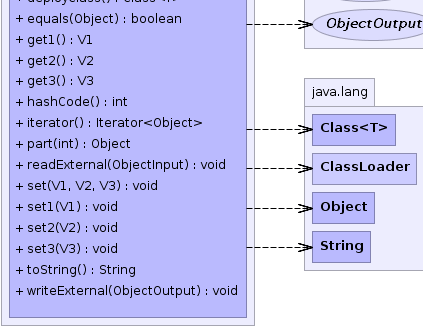 + equals(Object) : boolean
+ get1() : V1
+ get2() : V2
+ get3() : V3
+ hashCode() : int
+ iterator() : Iterator<Object>
+ part(int) : Object
+ readExternal(ObjectInput) : void
+ set(V1, V2, V3) : void
+ set1(V1) : void
+ set2(V2) : void
+ set3(V3) : void
+ toString() : String
+ writeExternal(ObjectOutput) : void
ObjectOutput
java.lang
Class<T>
ClassLoader
Object
String